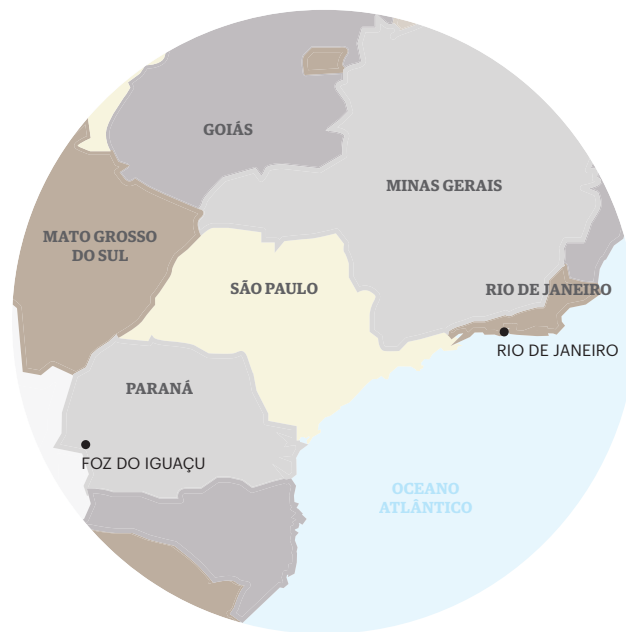 GOIÁS
MINAS GERAIS
MATO GROSSO
DO SUL
SÃO PAULO
RIO DE JANEIRO
RIO DE JANEIRO
PARANÁ
FOZ DO IGUAÇU
OCEANO
ATLÂNTICO